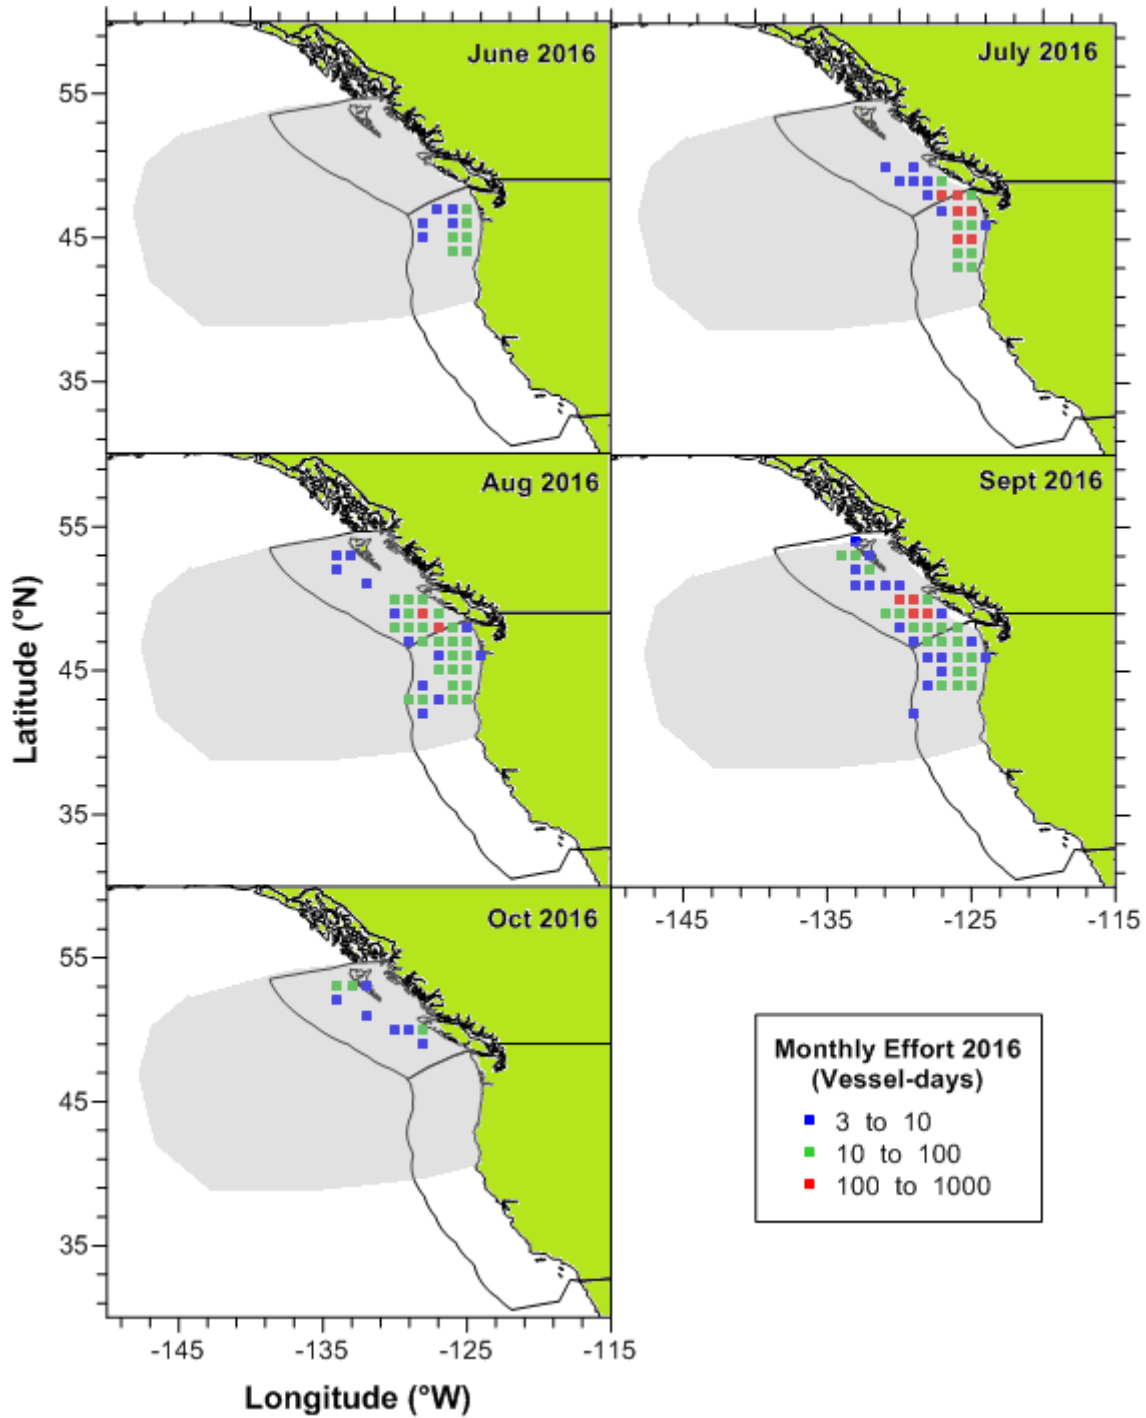 June 2016
July 2016
55
45
35
Aug 2016
Sept 2016
55
45
35
Latitude (°N)
-145 -135 -125 -115
Oct 2016
55
45
35
Monthly Effort 2016
(Vessel-days)
3 to 10
10 to 100
100 to 1000
-145 -135 -125 -115
Longitude (°W)